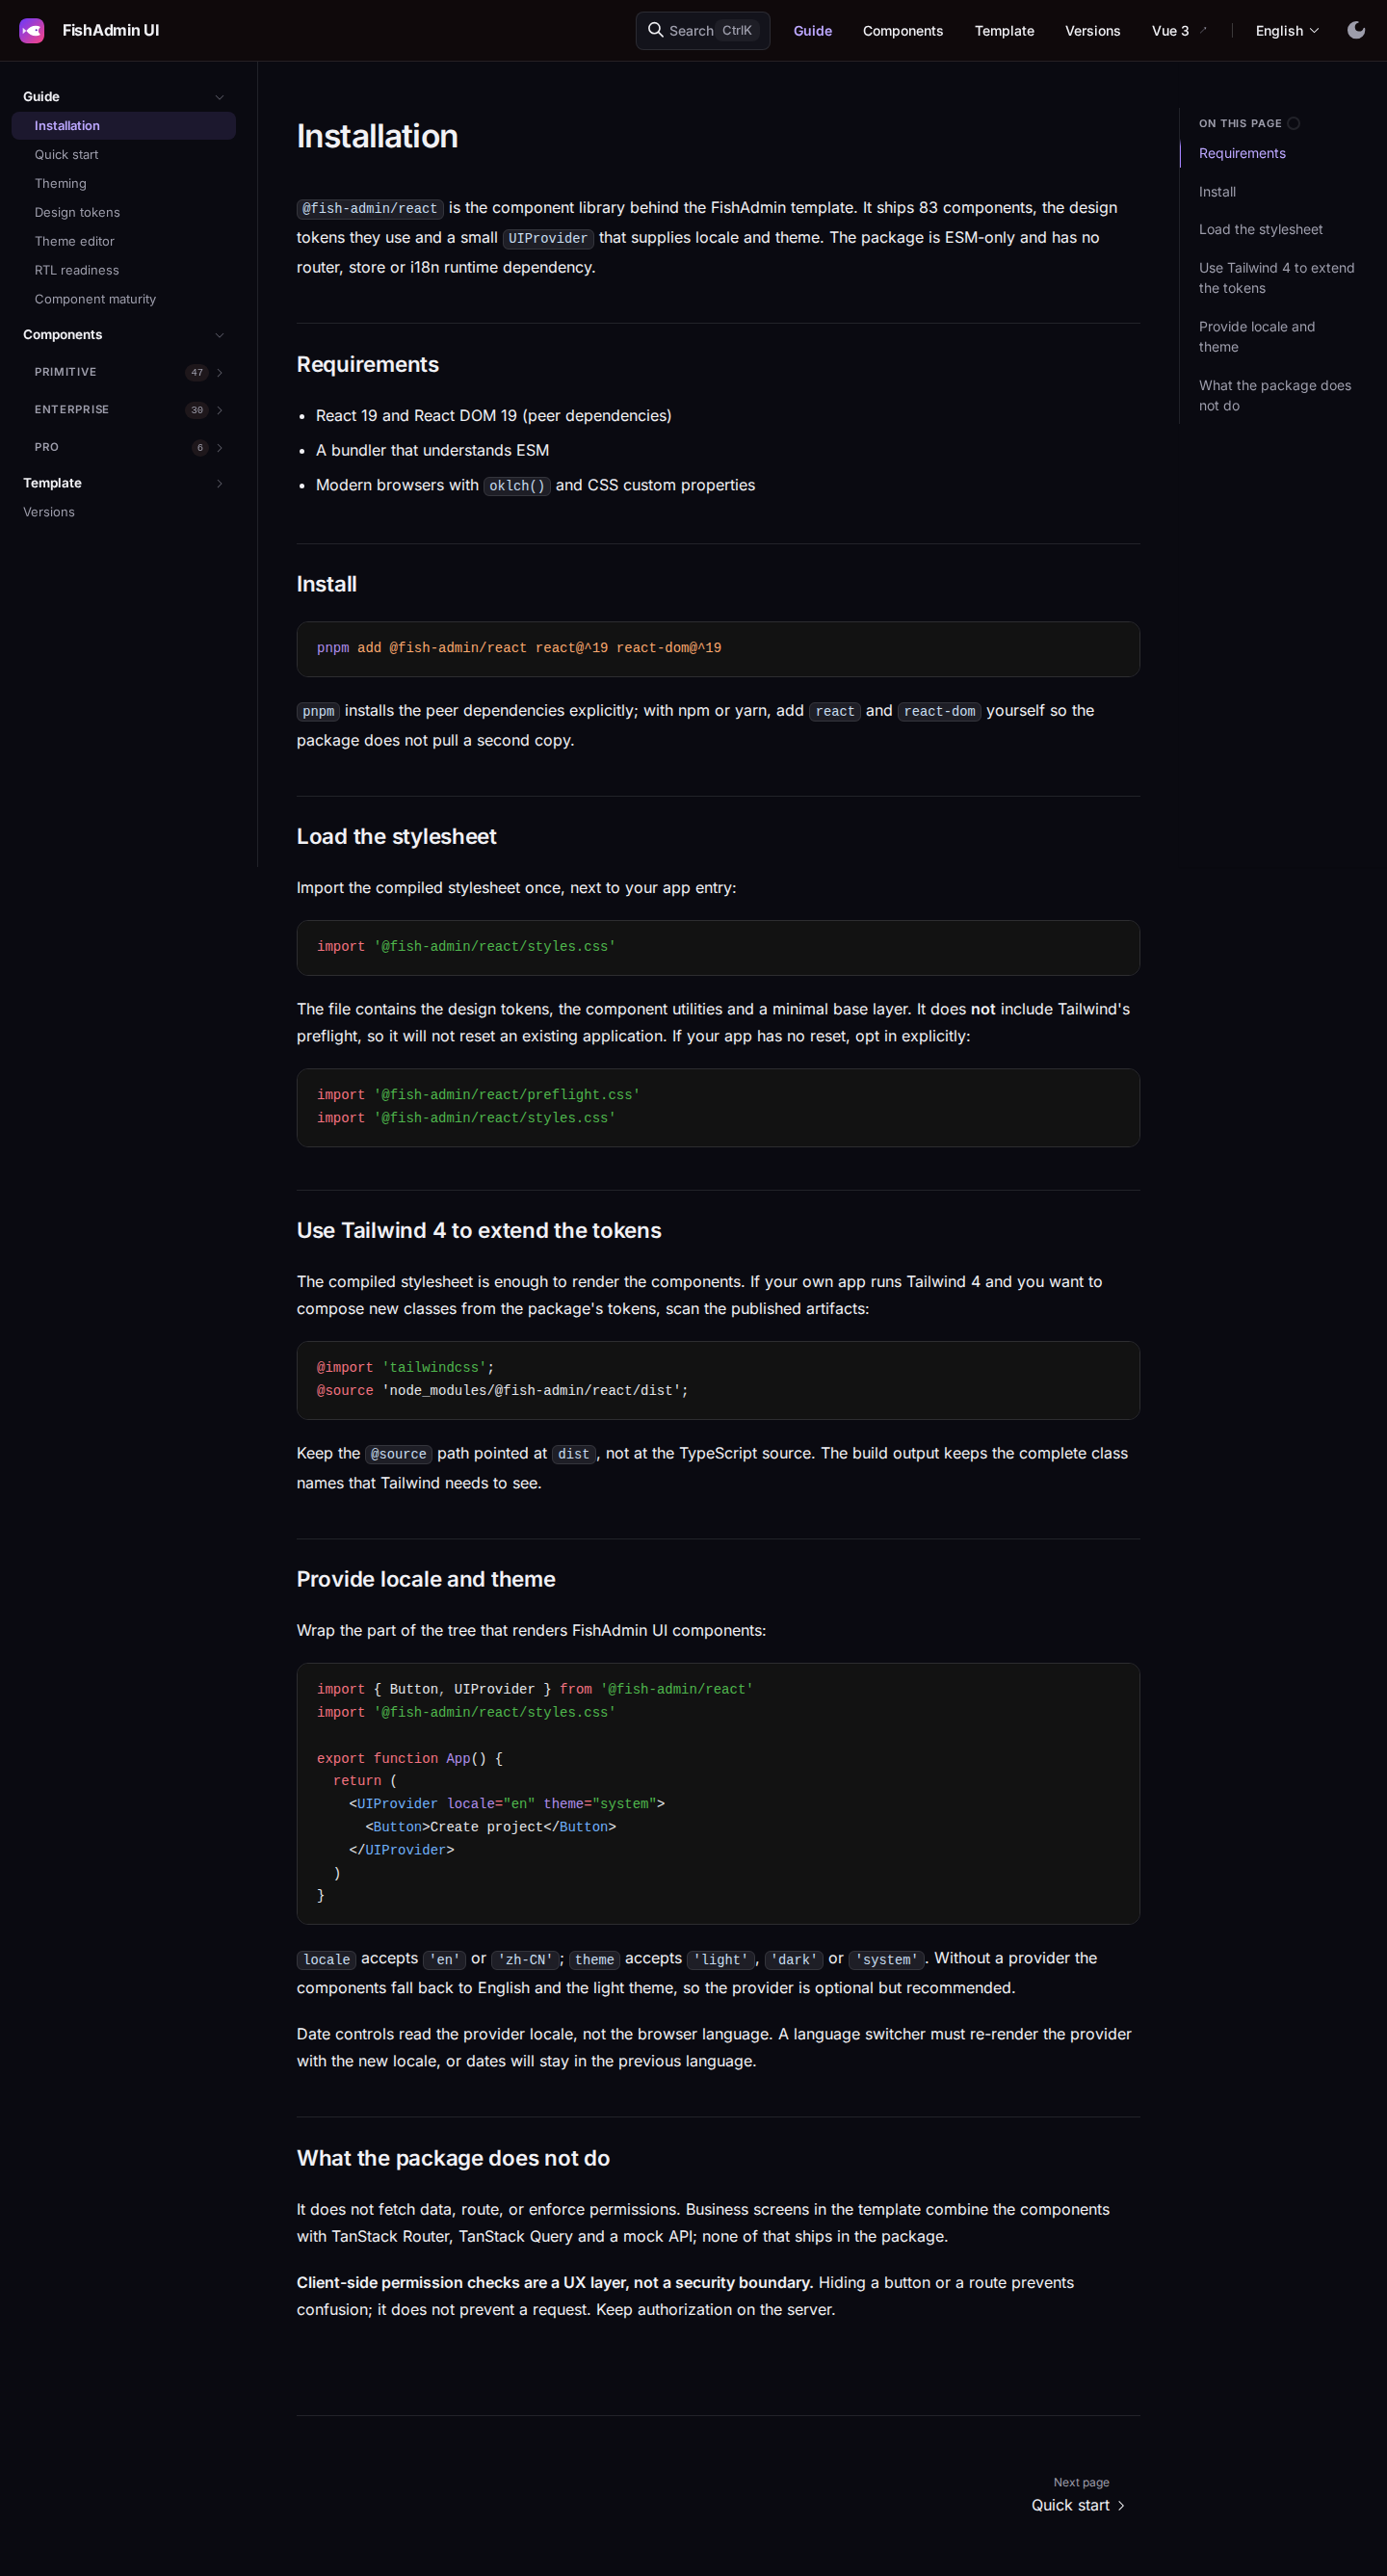 FishAdmin UI
Search CtrlK
Guide
Components
Template
Versions
Vue 3
English
Guide
Installation
Quick start
Theming
Design tokens
Theme editor
RTL readiness
Component maturity
Components
PRIMITIVE 47
ENTERPRISE 30
PRO 6
Template
Versions
Installation
@fish-admin/react is the component library behind the FishAdmin template. It ships 83 components, the design
tokens they use and a small UIProvider that supplies locale and theme. The package is ESM-only and has no
router, store or i18n runtime dependency.
Requirements
• React 19 and React DOM 19 (peer dependencies)
• A bundler that understands ESM
• Modern browsers with oklch() and CSS custom properties
Install
pnpm add @fish-admin/react react@^19 react-dom@^19
pnpm installs the peer dependencies explicitly; with npm or yarn, add react and react-dom yourself so the
package does not pull a second copy.
Load the stylesheet
Import the compiled stylesheet once, next to your app entry:
import '@fish-admin/react/styles.css'
The file contains the design tokens, the component utilities and a minimal base layer. It does not include Tailwind's
preflight, so it will not reset an existing application. If your app has no reset, opt in explicitly:
import '@fish-admin/react/preflight.css'
import '@fish-admin/react/styles.css'
Use Tailwind 4 to extend the tokens
The compiled stylesheet is enough to render the components. If your own app runs Tailwind 4 and you want to
compose new classes from the package's tokens, scan the published artifacts:
@import 'tailwindcss';
@source 'node_modules/@fish-admin/react/dist';
Keep the @source path pointed at dist, not at the TypeScript source. The build output keeps the complete class
names that Tailwind needs to see.
Provide locale and theme
Wrap the part of the tree that renders FishAdmin UI components:
import { Button, UIProvider } from '@fish-admin/react'
import '@fish-admin/react/styles.css'
export function App() {
  return (
    <UIProvider locale="en" theme="system">
      <Button>Create project</Button>
    </UIProvider>
  )
}
locale accepts 'en' or 'zh-CN'; theme accepts 'light', 'dark' or 'system'. Without a provider the
components fall back to English and the light theme, so the provider is optional but recommended.
Date controls read the provider locale, not the browser language. A language switcher must re-render the provider
with the new locale, or dates will stay in the previous language.
What the package does not do
It does not fetch data, route, or enforce permissions. Business screens in the template combine the components
with TanStack Router, TanStack Query and a mock API; none of that ships in the package.
Client-side permission checks are a UX layer, not a security boundary. Hiding a button or a route prevents
confusion; it does not prevent a request. Keep authorization on the server.
Next page
Quick start
ON THIS PAGE
Requirements
Install
Load the stylesheet
Use Tailwind 4 to extend
the tokens
Provide locale and
theme
What the package does
not do